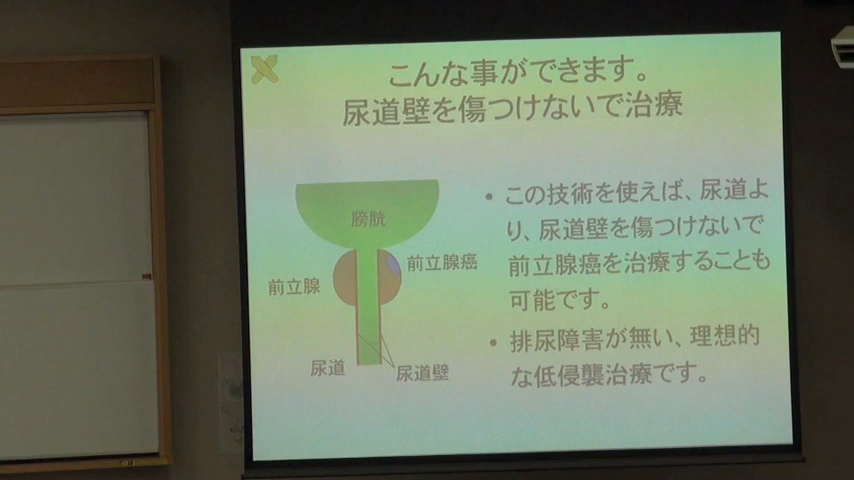 こんな事ができます。
尿道壁を傷つけないで治療
膀胱
前立腺
前立腺癌
尿道
尿道壁
• この技術を使えば、尿道よ
り、尿道壁を傷つけないで
前立腺癌を治療することも
可能です。
• 排尿障害が無い、理想的
な低侵襲治療です。